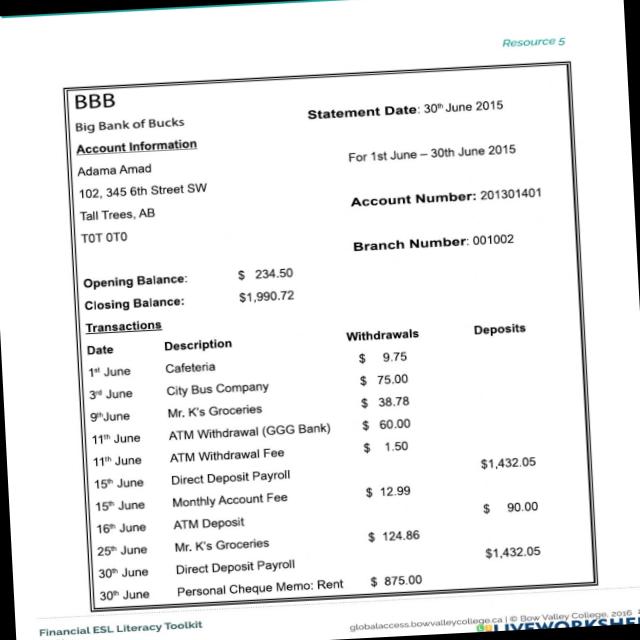 Resource 5
BBB
Big Bank of Bucks
Statement Date: 30th June 2015
Account Information
Adama Amad
For 1st June – 30th June 2015
102, 345 6th Street SW
Account Number: 201301401
Tall Trees, AB
T0T 0T0
Branch Number: 001002
Opening Balance: $ 234.50
Closing Balance: $1,990.72
Transactions
Date Description Withdrawals Deposits
1st June Cafeteria $ 9.75
3rd June City Bus Company $ 75.00
9th June Mr. K's Groceries $ 38.78
11th June ATM Withdrawal (GGG Bank) $ 60.00
11th June ATM Withdrawal Fee $ 1.50
15th June Direct Deposit Payroll $1,432.05
15th June Monthly Account Fee $ 12.99
16th June ATM Deposit $ 90.00
25th June Mr. K's Groceries $ 124.86
30th June Direct Deposit Payroll $1,432.05
30th June Personal Cheque Memo: Rent $ 875.00
Financial ESL Literacy Toolkit
globalaccess.bowvalleycollege.ca | © Bow Valley College, 2016